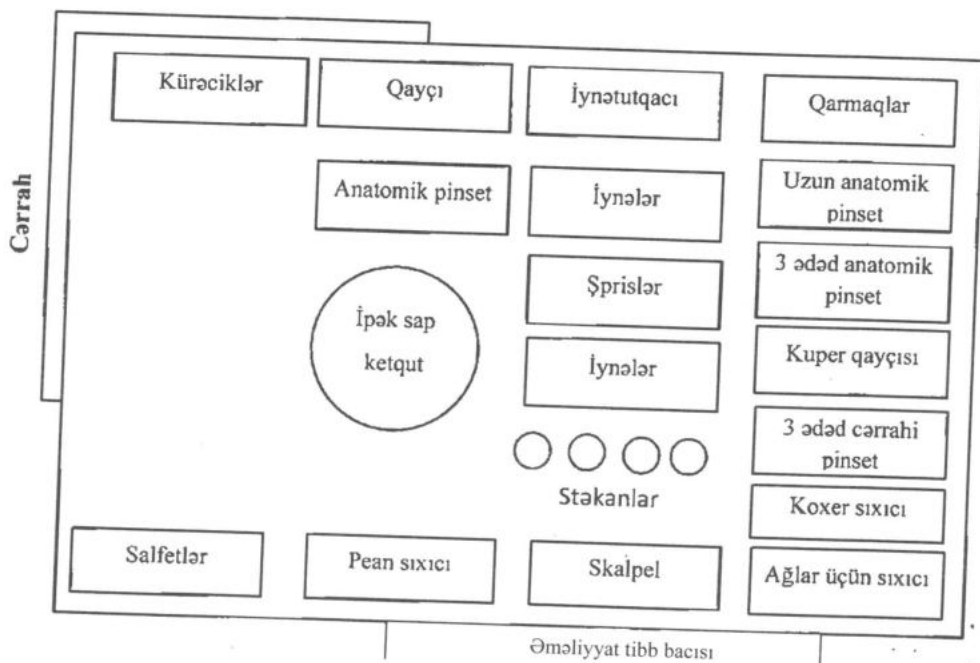 Cərrah
Kürəciklər
Qayçı
İynətutqacı
Qarmaqlar
Anatomik pinset
İynələr
Uzun anatomik
pinset
İpək sap
ketqut
Şprislər
3 ədəd anatomik
pinset
İynələr
Kuper qayçısı
Stəkanlar
3 ədəd cərrahi
pinset
Koxer sıxıcı
Salfetlər
Pean sıxıcı
Skalpel
Ağlar üçün sıxıcı
Əməliyyat tibb bacısı